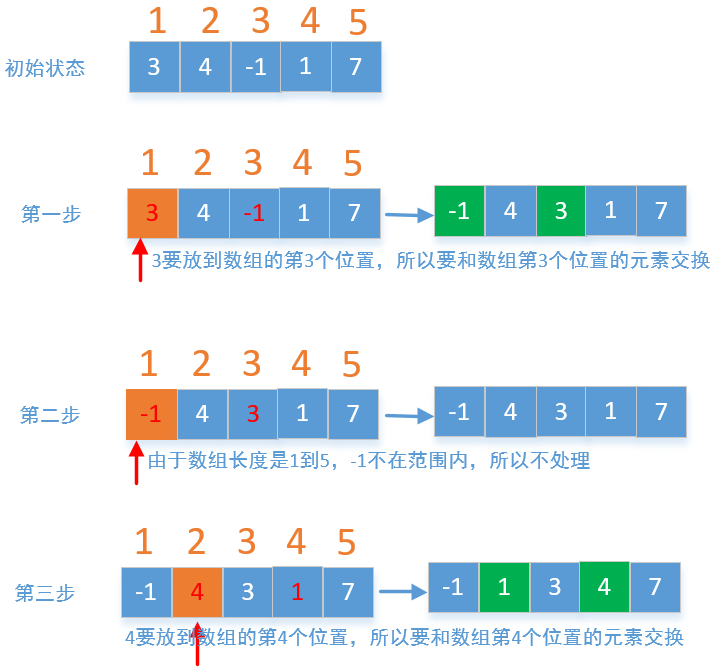 1 2 3 4 5
初始状态 3 4 -1 1 7
1 2 3 4 5
第一步 3 4 -1 1 7 -1 4 3 1 7
3要放到数组的第3个位置，所以要和数组第3个位置的元素交换
1 2 3 4 5
第二步 -1 4 3 1 7 -1 4 3 1 7
由于数组长度是1到5，-1不在范围内，所以不处理
1 2 3 4 5
第三步 -1 4 3 1 7 -1 1 3 4 7
4要放到数组的第4个位置，所以要和数组第4个位置的元素交换